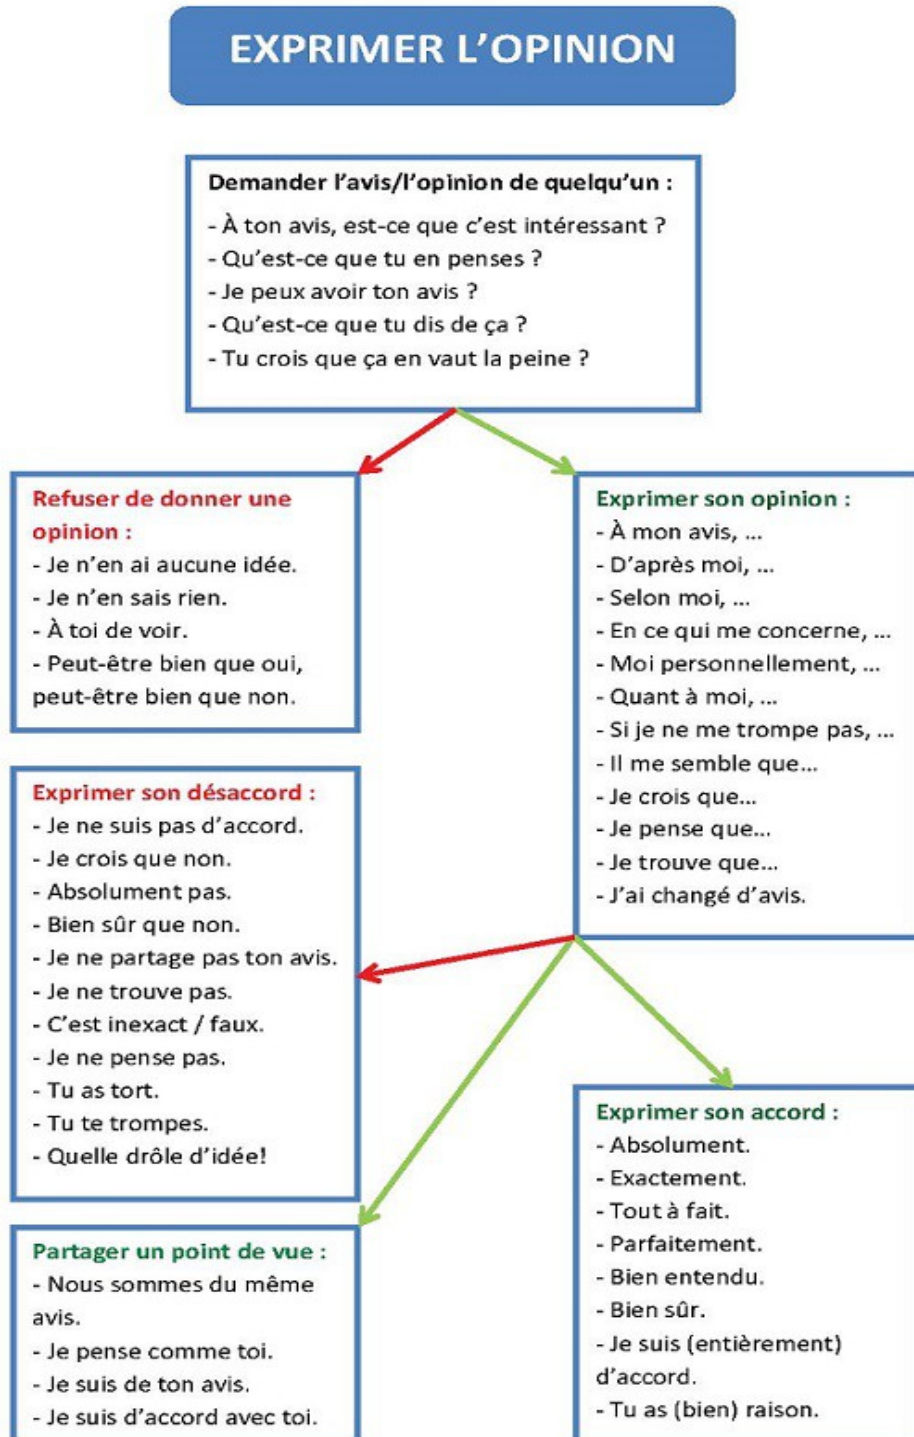 EXPRIMER L'OPINION
Demander l'avis/l'opinion de quelqu'un :
- À ton avis, est-ce que c'est intéressant ?
- Qu'est-ce que tu en penses ?
- Je peux avoir ton avis ?
- Qu'est-ce que tu dis de ça ?
- Tu crois que ça en vaut la peine ?
Refuser de donner une
opinion :
- Je n'en ai aucune idée.
- Je n'en sais rien.
- À toi de voir.
- Peut-être bien que oui,
peut-être bien que non.
Exprimer son opinion :
- À mon avis, ...
- D'après moi, ...
- Selon moi, ...
- En ce qui me concerne, ...
- Moi personnellement, ...
- Quant à moi, ...
- Si je ne me trompe pas, ...
- Il me semble que...
- Je crois que...
- Je pense que...
- Je trouve que...
- J'ai changé d'avis.
Exprimer son désaccord :
- Je ne suis pas d'accord.
- Je crois que non.
- Absolument pas.
- Bien sûr que non.
- Je ne partage pas ton avis.
- Je ne trouve pas.
- C'est inexact / faux.
- Je ne pense pas.
- Tu as tort.
- Tu te trompes.
- Quelle drôle d'idée!
Partager un point de vue :
- Nous sommes du même
avis.
- Je pense comme toi.
- Je suis de ton avis.
- Je suis d'accord avec toi.
Exprimer son accord :
- Absolument.
- Exactement.
- Tout à fait.
- Parfaitement.
- Bien entendu.
- Bien sûr.
- Je suis (entièrement)
d'accord.
- Tu as (bien) raison.